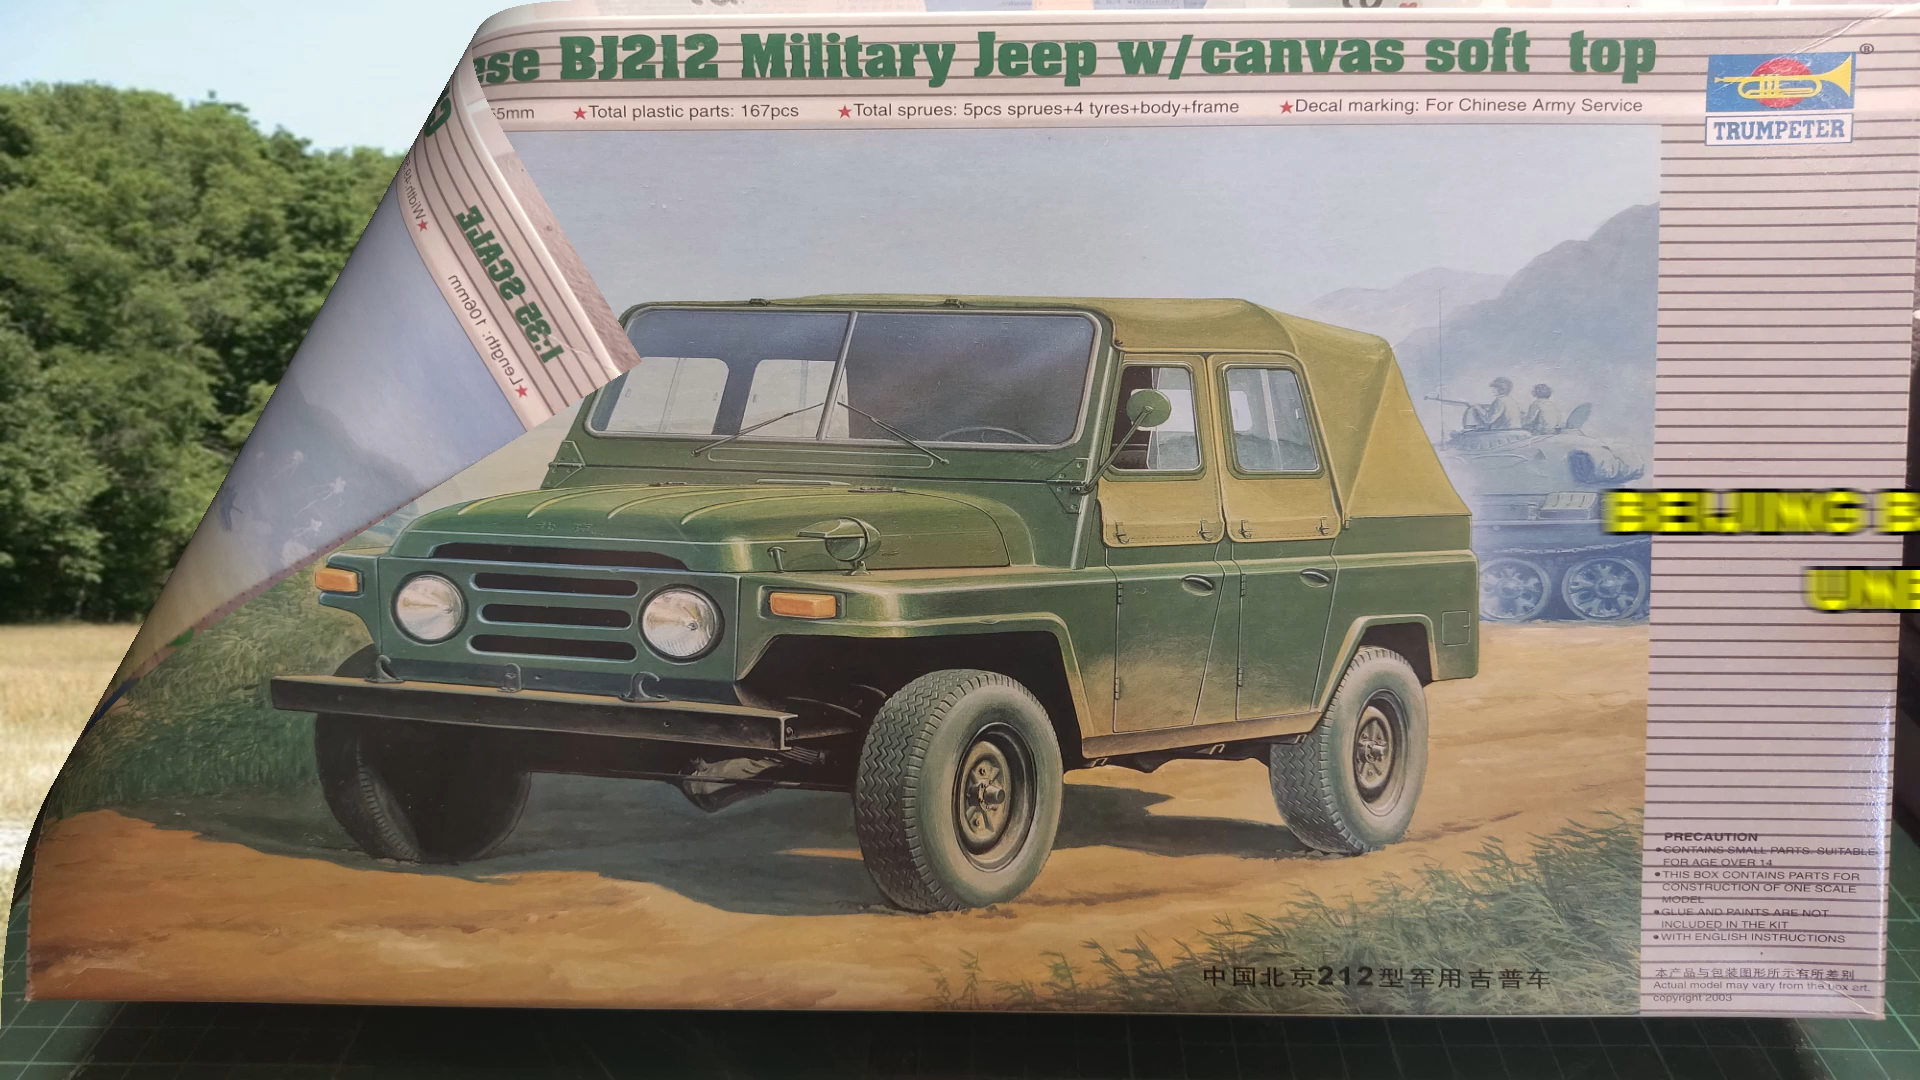 BJ212 Military Jeep w/canvas soft top
★Total plastic parts: 167pcs ★Total sprues: 5pcs sprues+4 tyres+body+frame ★Decal marking: For Chinese Army Service
TRUMPETER
®
1:35 SCALE
★Length: 106mm
★Width:
BEIJING B
PRECAUTION
•CONTAINS SMALL PARTS. SUITABLE
FOR AGE OVER 14
•THIS BOX CONTAINS PARTS FOR
CONSTRUCTION OF ONE SCALE
MODEL
•GLUE AND PAINTS ARE NOT
INCLUDED IN THE KIT
•WITH ENGLISH INSTRUCTIONS
中国北京212型军用吉普车
本产品与包装图形所示有所差别
Actual model may vary from the box art.
copyright 2003